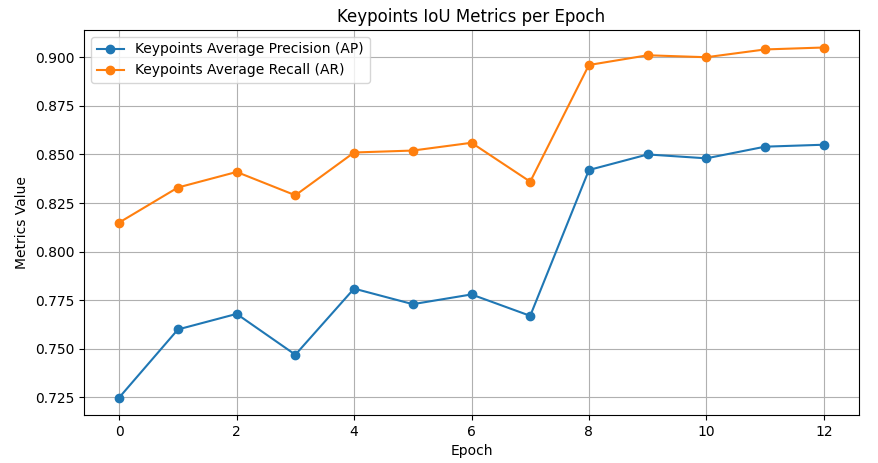 Keypoints IoU Metrics per Epoch
Keypoints Average Precision (AP)
Keypoints Average Recall (AR)
Metrics Value
0.900
0.875
0.850
0.825
0.800
0.775
0.750
0.725
0 2 4 6 8 10 12
Epoch